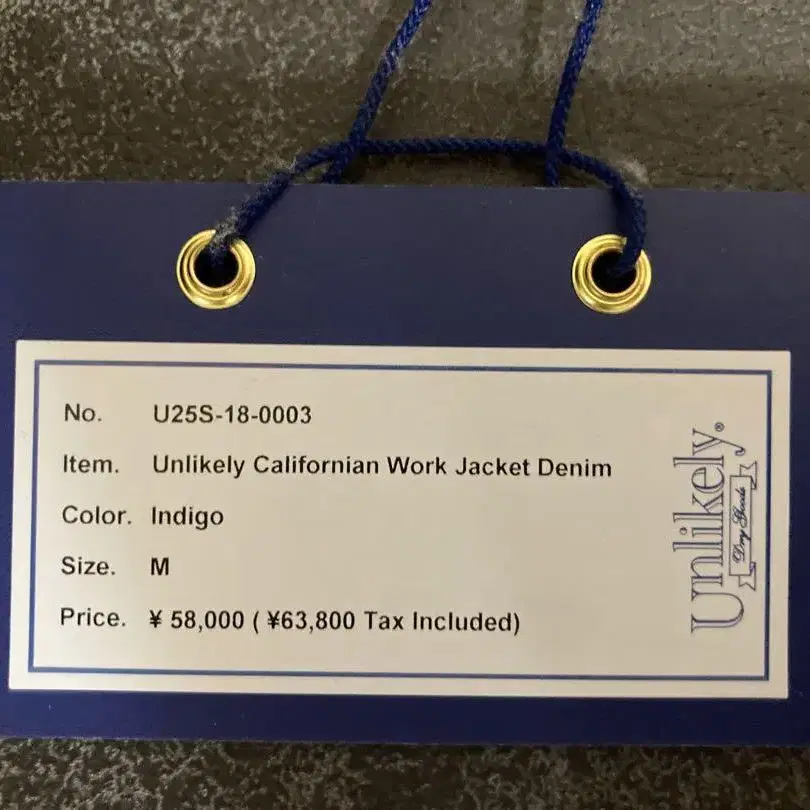 No. U25S-18-0003
Item. Unlikely Californian Work Jacket Denim
Color. Indigo
Size. M
Price. ¥ 58,000 ( ¥63,800 Tax Included)
Unlikely®
Dry Goods